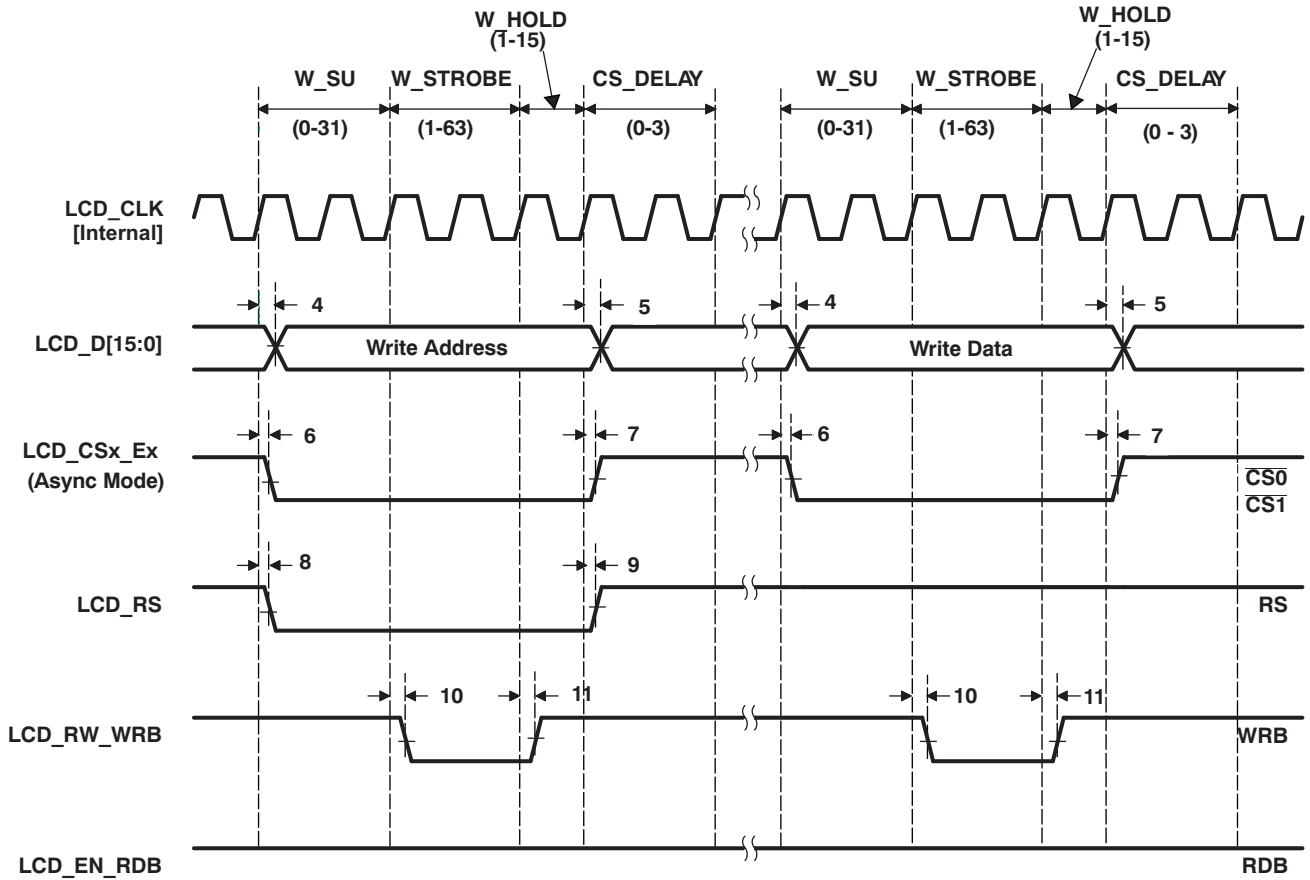 W_HOLD
(1-15)
W_HOLD
(1-15)
W_SU
W_STROBE
CS_DELAY
W_SU
W_STROBE
CS_DELAY
(0-31)
(1-63)
(0-3)
(0-31)
(1-63)
(0 - 3)
LCD_CLK
[Internal]
4
5
4
5
LCD_D[15:0]
Write Address
Write Data
6
7
6
7
LCD_CSx_Ex
(Async Mode)
CS0
CS1
8
9
LCD_RS
RS
10
11
10
11
LCD_RW_WRB
WRB
LCD_EN_RDB
RDB